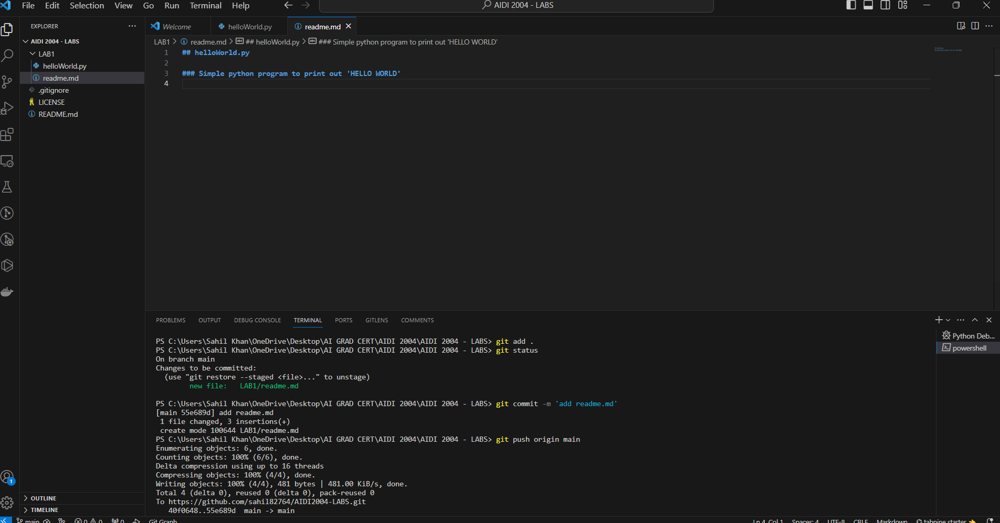 File Edit Selection View Go Run Terminal Help AIDI 2004 - LABS
EXPLORER
AIDI 2004 - LABS
LAB1
helloWorld.py
readme.md
.gitignore
LICENSE
README.md
OUTLINE
TIMELINE
Welcome helloWorld.py readme.md
LAB1 > readme.md > ## helloWorld.py > ### Simple python program to print out 'HELLO WORLD'
1 ## helloWorld.py
2
3 ### Simple python program to print out 'HELLO WORLD'
4
PROBLEMS OUTPUT DEBUG CONSOLE TERMINAL PORTS GITLENS COMMENTS
PS C:\Users\Sahil Khan\OneDrive\Desktop\AI GRAD CERT\AIDI 2004\AIDI 2004 - LABS> git add .
PS C:\Users\Sahil Khan\OneDrive\Desktop\AI GRAD CERT\AIDI 2004\AIDI 2004 - LABS> git status
On branch main
Changes to be committed:
(use "git restore --staged <file>..." to unstage)
new file: LAB1/readme.md
PS C:\Users\Sahil Khan\OneDrive\Desktop\AI GRAD CERT\AIDI 2004\AIDI 2004 - LABS> git commit -m 'add readme.md'
[main 55e689d] add readme.md
1 file changed, 3 insertions(+)
create mode 100644 LAB1/readme.md
PS C:\Users\Sahil Khan\OneDrive\Desktop\AI GRAD CERT\AIDI 2004\AIDI 2004 - LABS> git push origin main
Enumerating objects: 6, done.
Counting objects: 100% (6/6), done.
Delta compression using up to 16 threads
Compressing objects: 100% (4/4), done.
Writing objects: 100% (4/4), 481 bytes | 481.00 KiB/s, done.
Total 4 (delta 0), reused 0 (delta 0), pack-reused 0
To https://github.com/sahil82764/AIDI2004-LABS.git
40f0648..55e689d main -> main
Python Deb...
powershell
1
main 0 0 0 Git Graph Ln 4, Col 1 Spaces: 4 UTF-8 CRLF Markdown tabnine starter